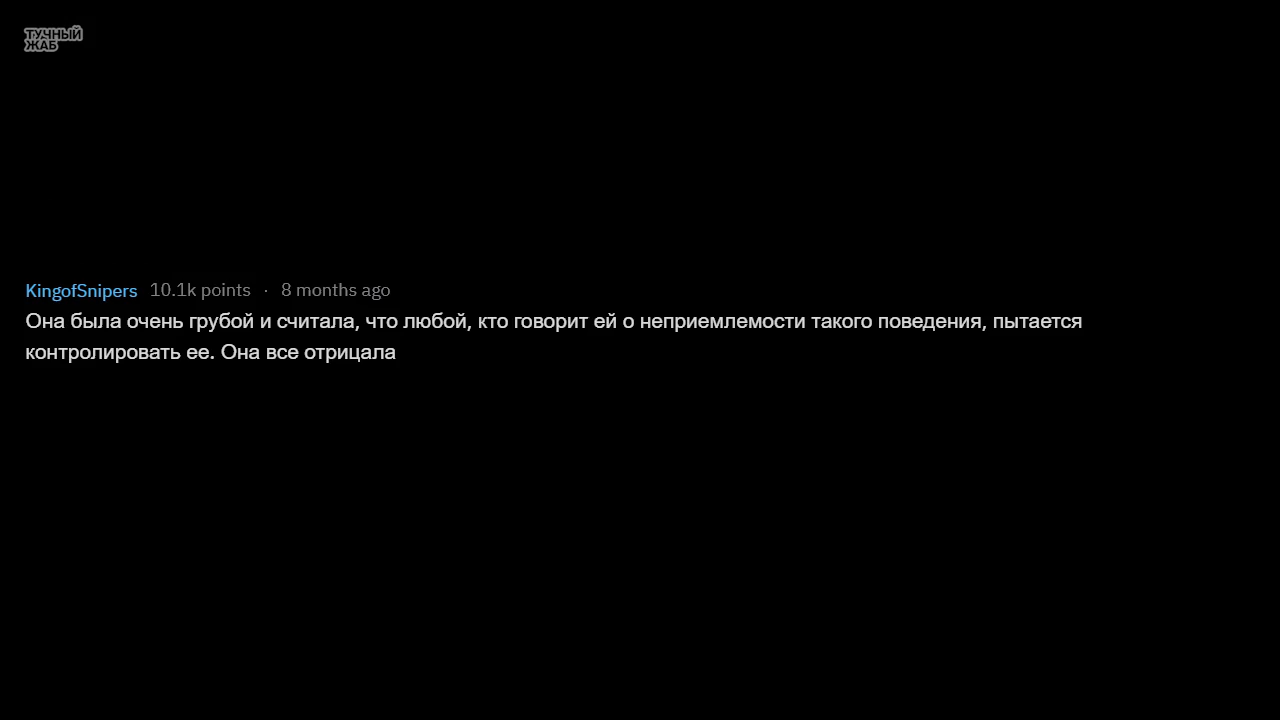 ТУЧНЫЙ
ЖАБ
KingofSnipers 10.1k points · 8 months ago
Она была очень грубой и считала, что любой, кто говорит ей о неприемлемости такого поведения, пытается
контролировать ее. Она все отрицала